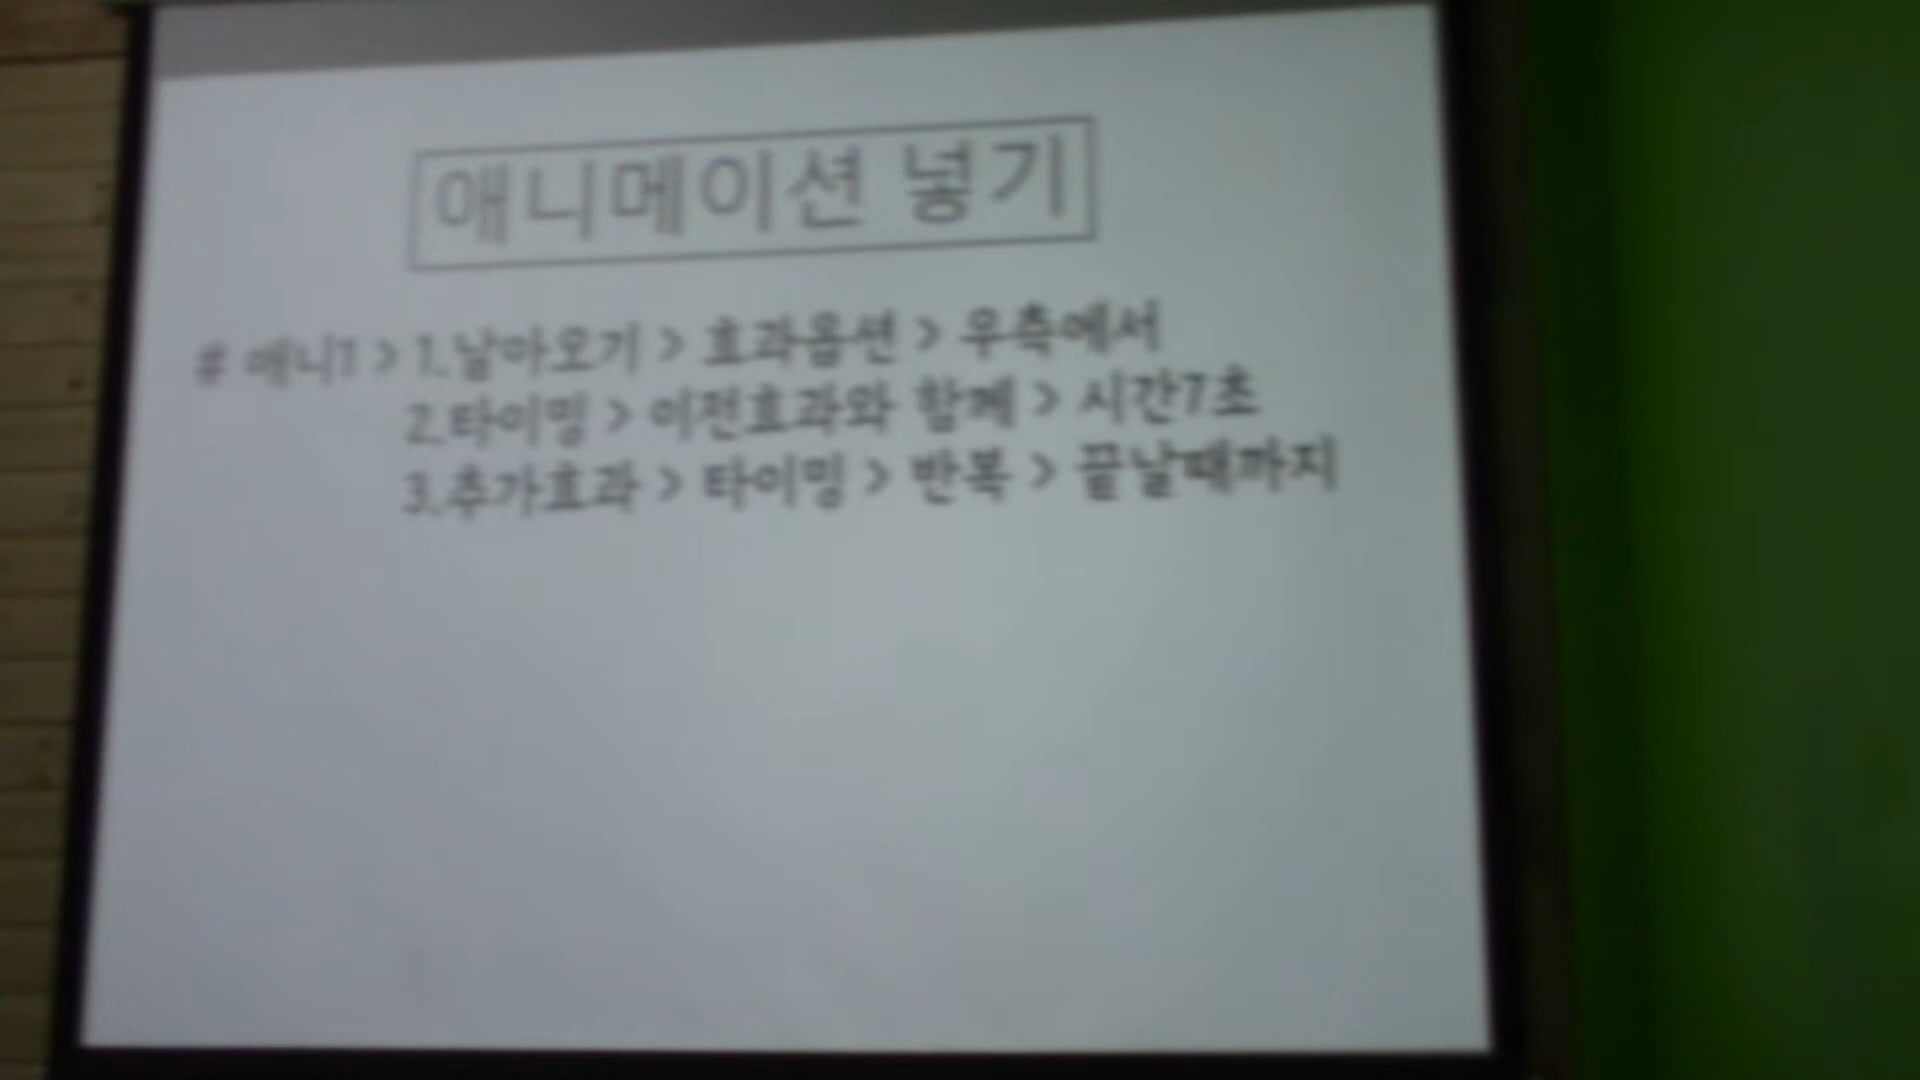 애니메이션 넣기
# 애니1 > 1.날아오기 > 효과옵션 > 우측에서
2.타이밍 > 이전효과와 함께 > 시간7초
3.추가효과 > 타이밍 > 반복 > 끝날때까지